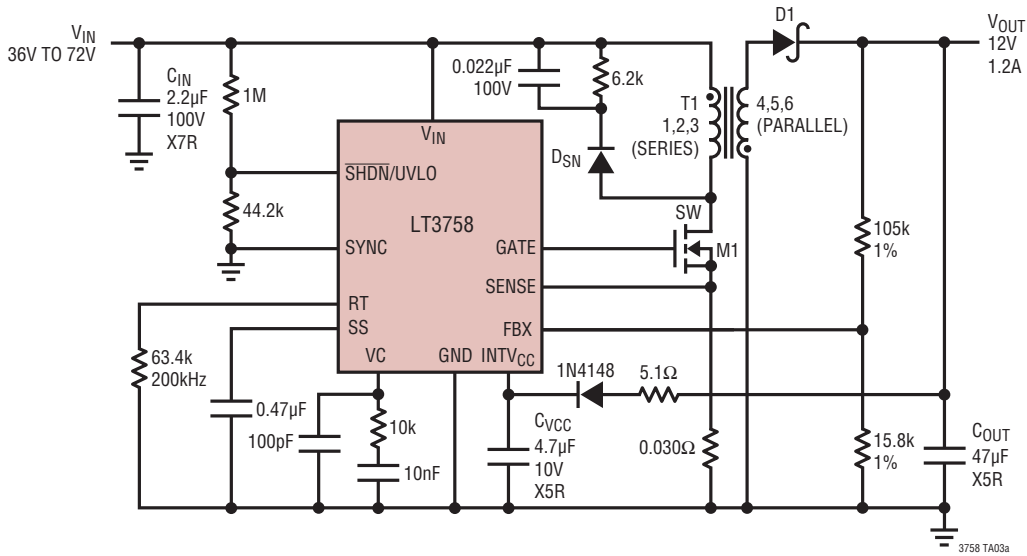 D1
VIN
36V TO 72V
VOUT
12V
1.2A
CIN
2.2µF
100V
X7R
1M
0.022µF
100V
6.2k
T1
1,2,3
(SERIES)
4,5,6
(PARALLEL)
DSN
VIN
SHDN/UVLO
44.2k
LT3758
SW
M1
105k
1%
SYNC
GATE
SENSE
RT
SS
FBX
VC
GND
INTVCC
63.4k
200kHz
1N4148
5.1Ω
0.47µF
100pF
10k
10nF
CVCC
4.7µF
10V
X5R
0.030Ω
15.8k
1%
COUT
47µF
X5R
3758 TA03a